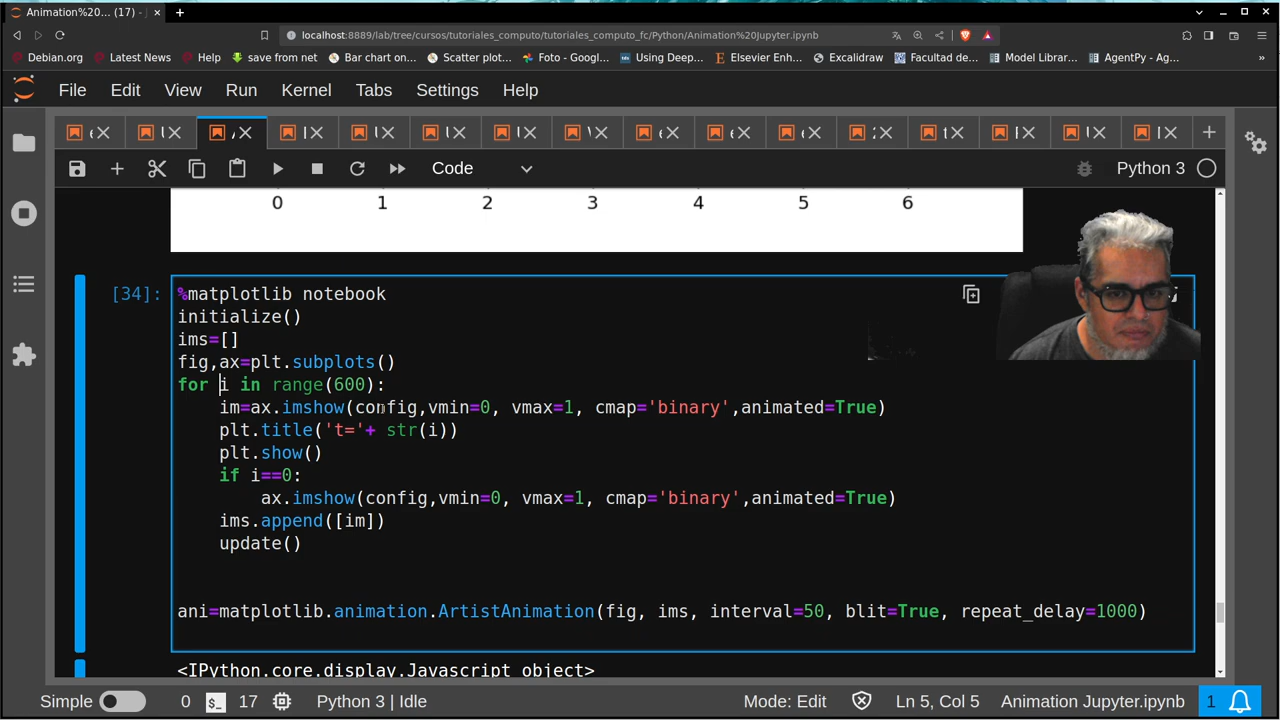 Animation%20... (17) - J
localhost:8889/lab/tree/cursos/tutoriales_computo/tutoriales_computo_fc/Python/Animation%20Jupyter.ipynb
Debian.org Latest News Help save from net Bar chart on... Scatter plot... Foto - Googl... Using Deep... Elsevier Enh... Excalidraw Facultad de... Model Library... AgentPy - Ag... »
File Edit View Run Kernel Tabs Settings Help
Code
Python 3
0 1 2 3 4 5 6
[34]:
%matplotlib notebook
initialize()
ims=[]
fig,ax=plt.subplots()
for i in range(600):
    im=ax.imshow(config,vmin=0, vmax=1, cmap='binary',animated=True)
    plt.title('t='+ str(i))
    plt.show()
    if i==0:
        ax.imshow(config,vmin=0, vmax=1, cmap='binary',animated=True)
    ims.append([im])
    update()
ani=matplotlib.animation.ArtistAnimation(fig, ims, interval=50, blit=True, repeat_delay=1000)
<IPython.core.display.Javascript object>
Simple 0 $_ 17 Python 3 | Idle Mode: Edit Ln 5, Col 5 Animation Jupyter.ipynb 1